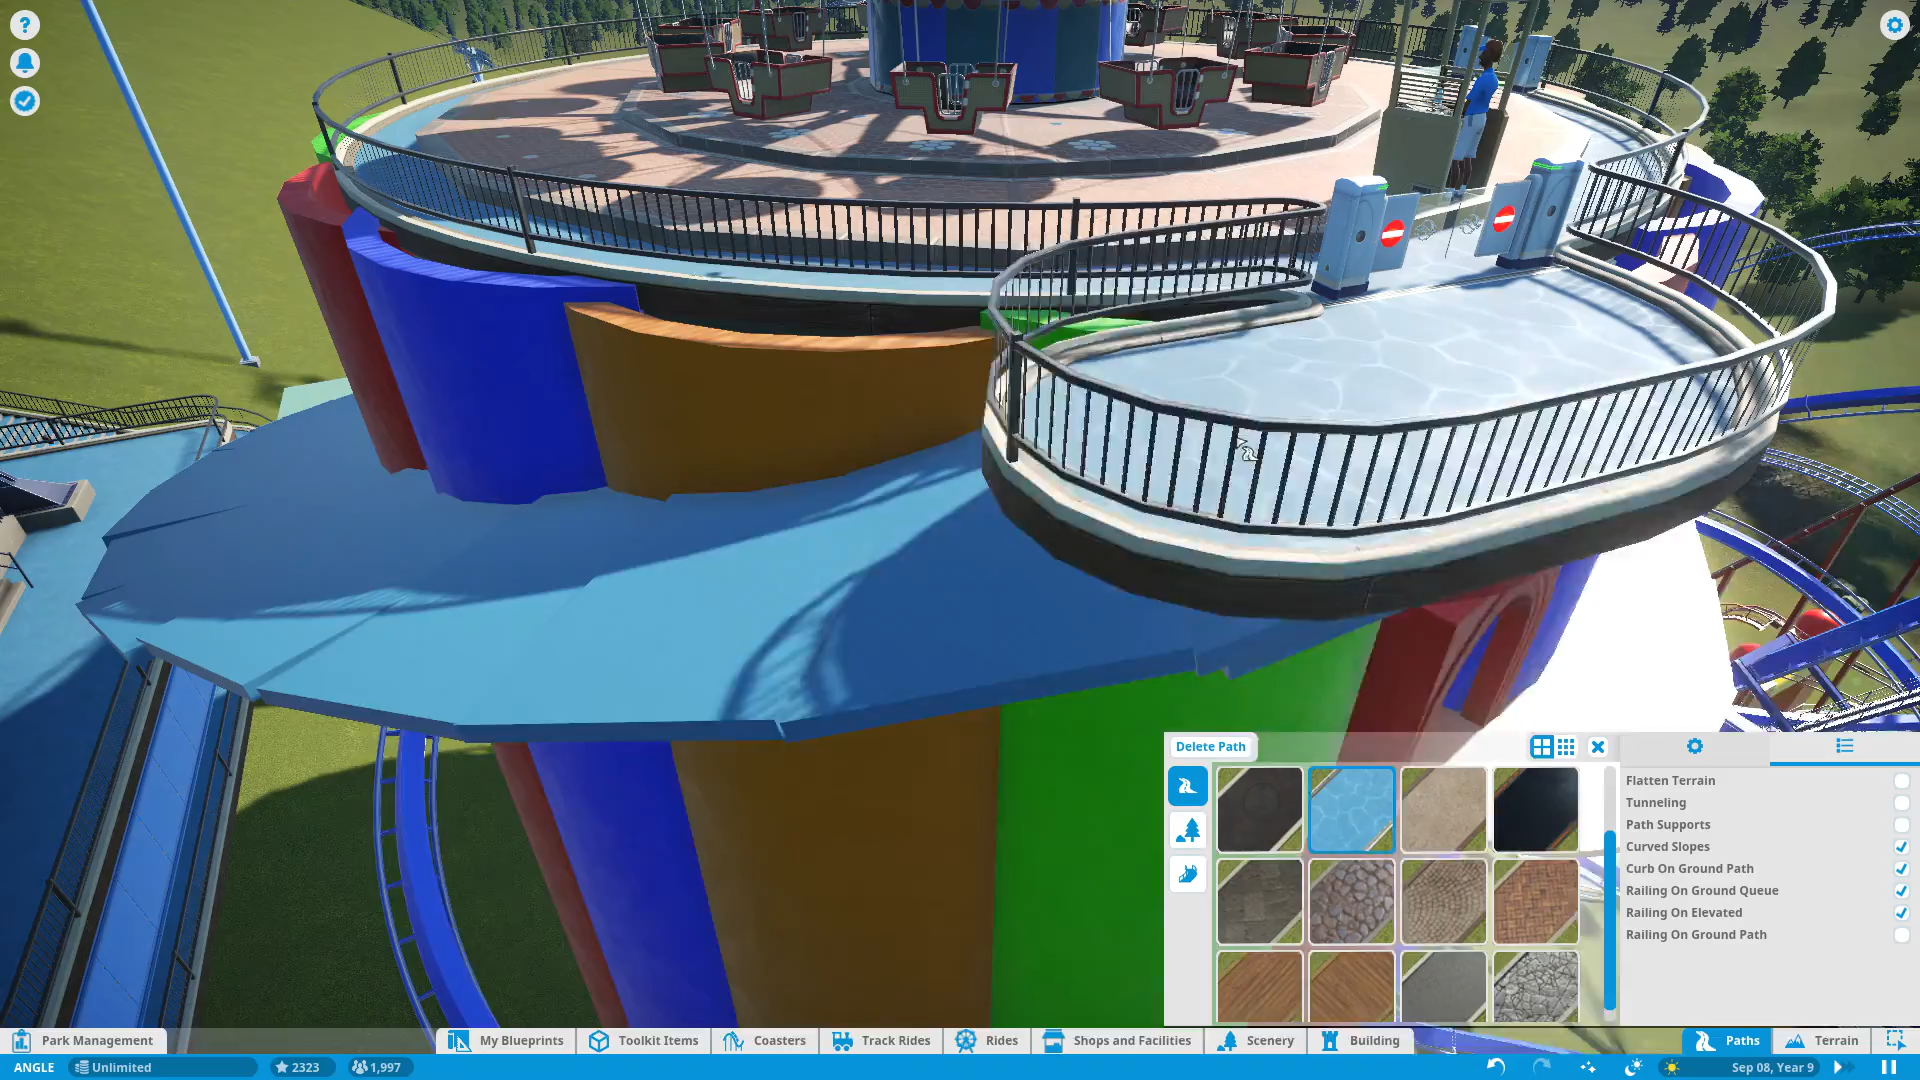 ?
Delete Path
Flatten Terrain
Tunneling
Path Supports
Curved Slopes
Curb On Ground Path
Railing On Ground Queue
Railing On Elevated
Railing On Ground Path
Park Management
My Blueprints
Toolkit Items
Coasters
Track Rides
Rides
Shops and Facilities
Scenery
Building
Paths
Terrain
ANGLE
Unlimited
2323
1,997
Sep 08, Year 9